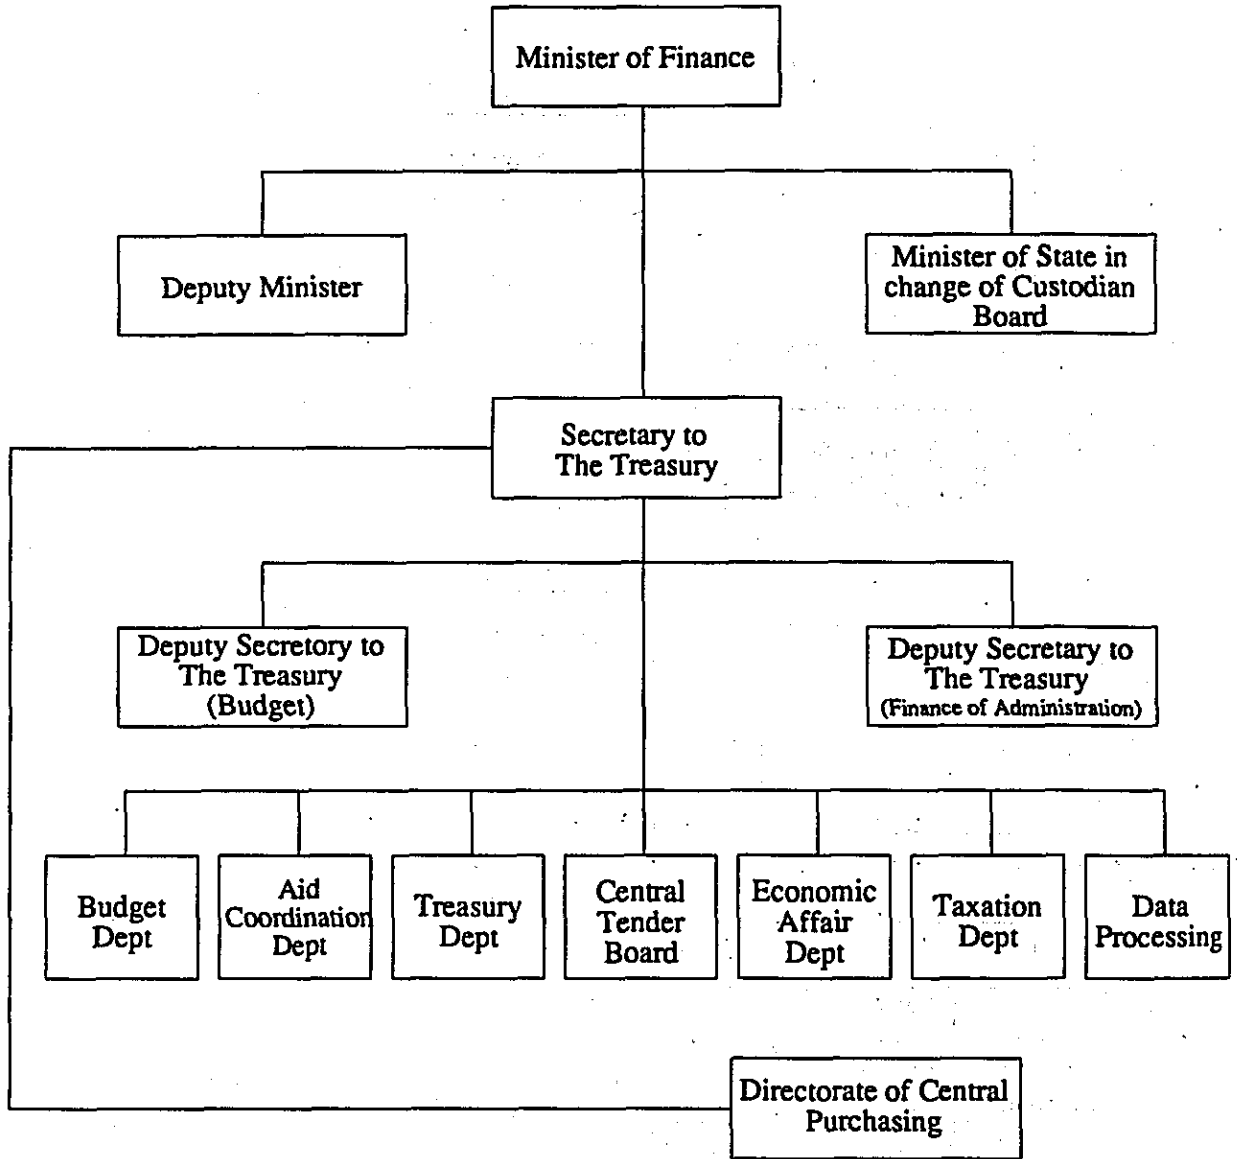 Minister of Finance
Deputy Minister
Minister of State in
change of Custodian
Board
Secretary to
The Treasury
Deputy Secretory to
The Treasury
(Budget)
Deputy Secretary to
The Treasury
(Finance of Administration)
Budget
Dept
Aid
Coordination
Dept
Treasury
Dept
Central
Tender
Board
Economic
Affair
Dept
Taxation
Dept
Data
Processing
Directorate of Central
Purchasing